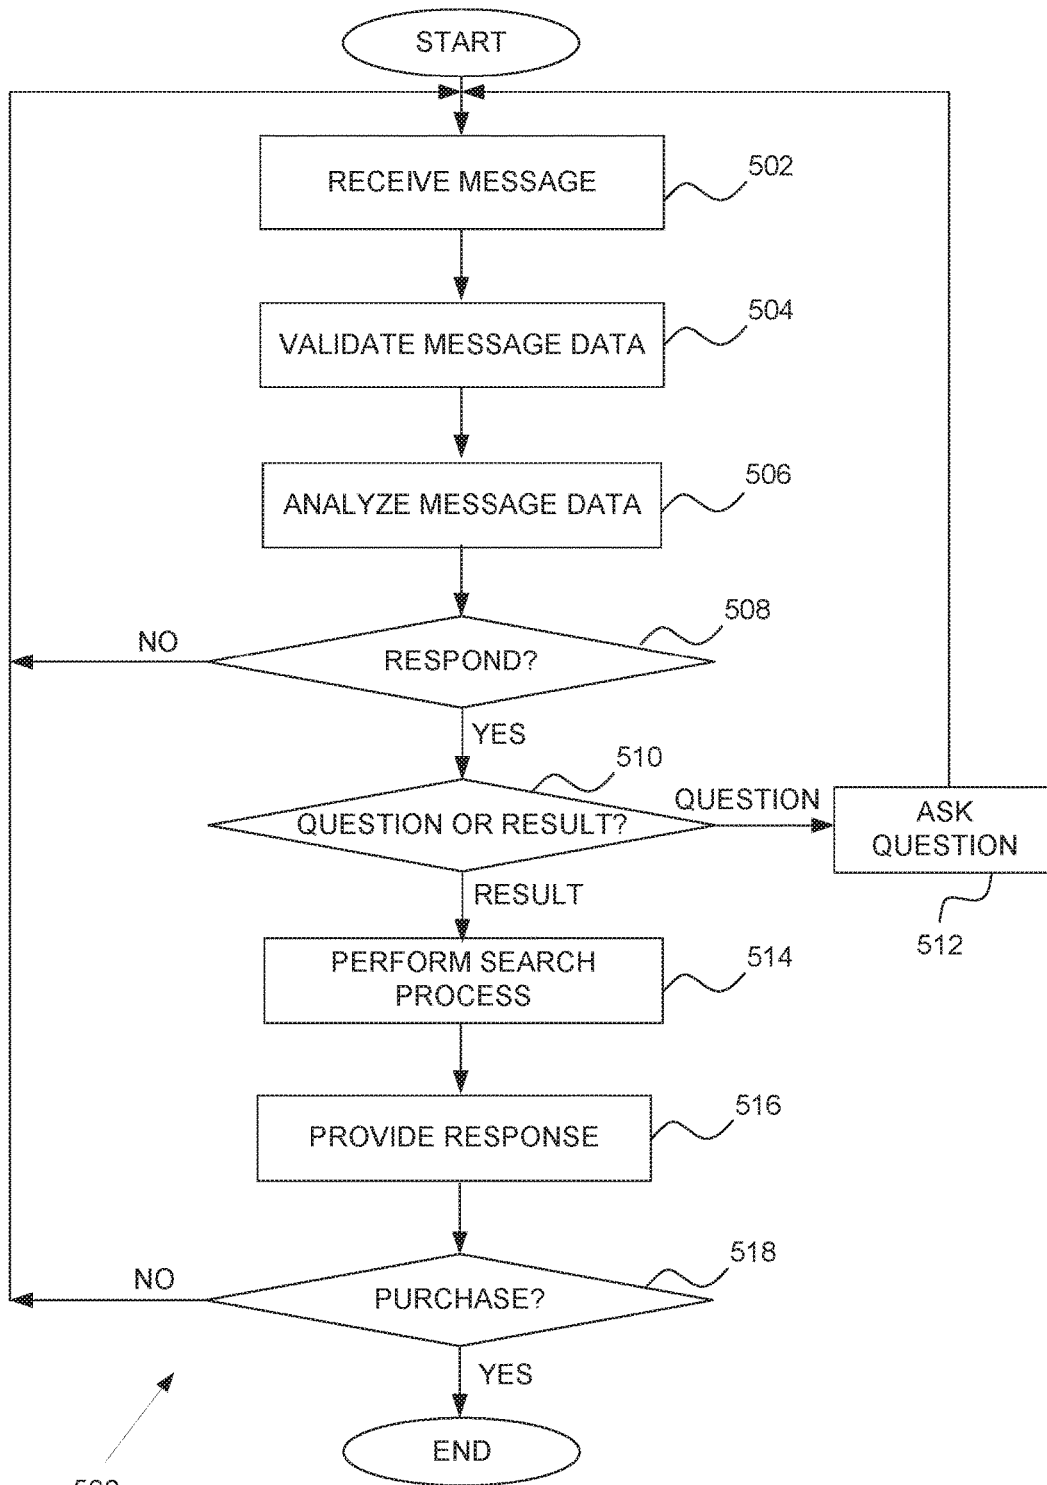 START
RECEIVE MESSAGE
502
VALIDATE MESSAGE DATA
504
ANALYZE MESSAGE DATA
506
RESPOND?
508
NO
YES
QUESTION OR RESULT?
510
QUESTION
ASK
QUESTION
512
RESULT
PERFORM SEARCH
PROCESS
514
PROVIDE RESPONSE
516
PURCHASE?
518
NO
YES
END